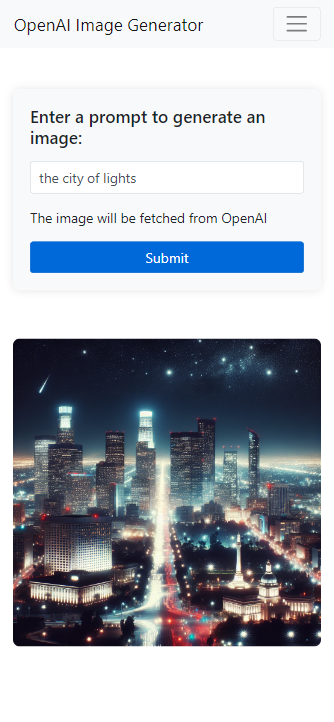 OpenAI Image Generator
Enter a prompt to generate an
image:
the city of lights
The image will be fetched from OpenAI
Submit